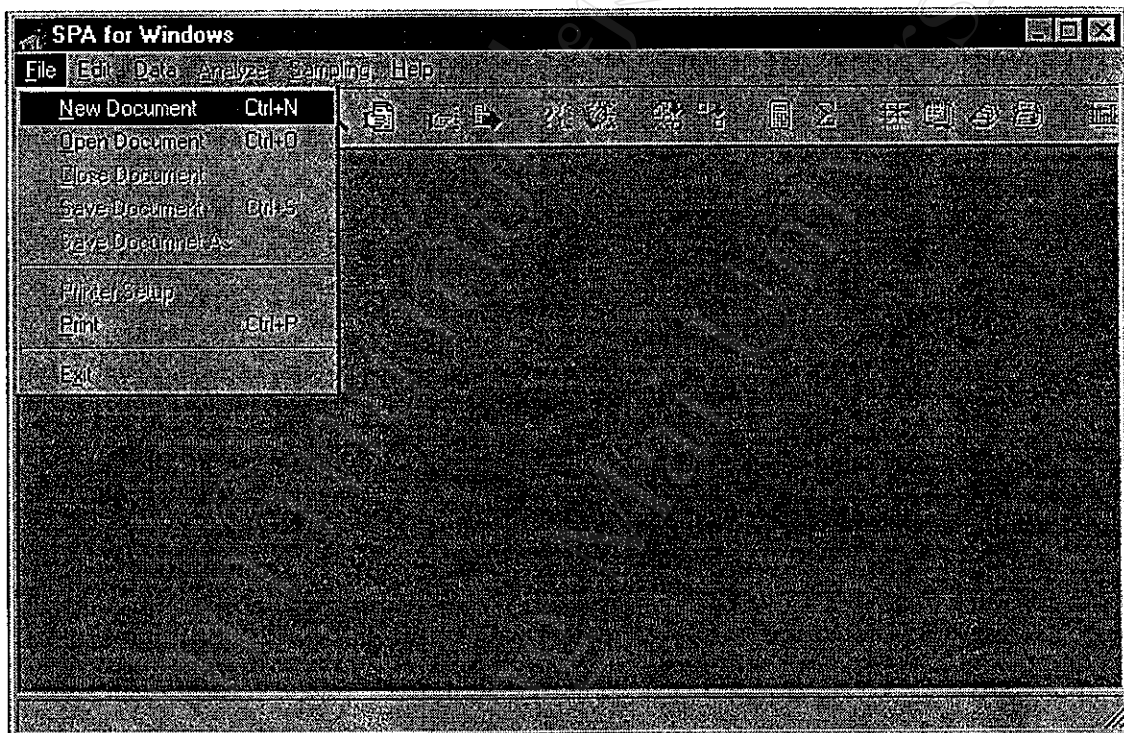 SPA for Windows
File Edit Data Analyze Sampling Help
New Document Ctrl+N
Open Document Ctrl+O
Close Document
Save Document Ctrl+S
Save Documnet As
Printer Setup
Print Ctrl+P
Exit